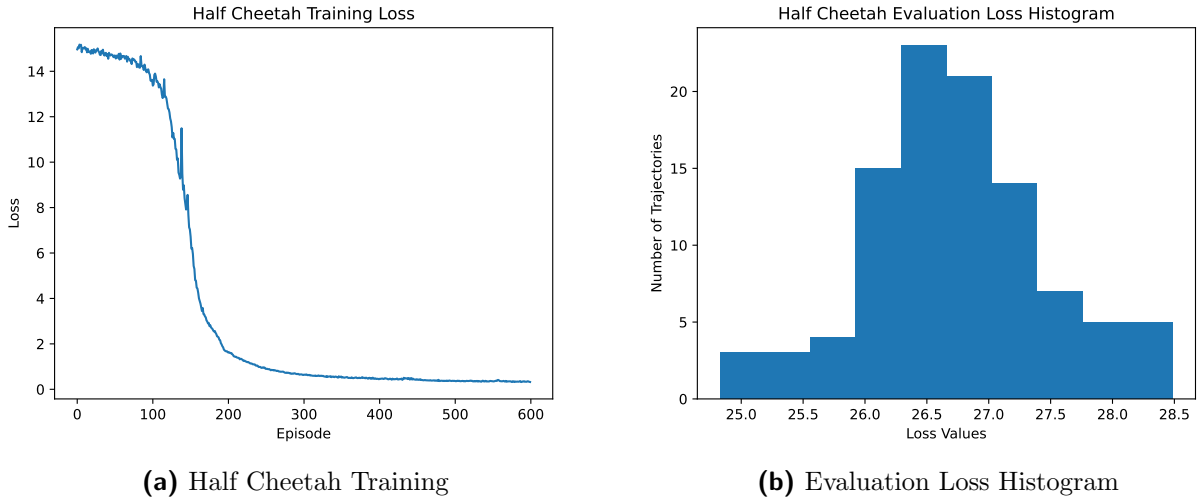 Half Cheetah Training Loss
14
12
10
8
6
4
2
0
Loss
0 100 200 300 400 500 600
Episode
(a) Half Cheetah Training
Half Cheetah Evaluation Loss Histogram
20
15
10
5
0
Number of Trajectories
25.0 25.5 26.0 26.5 27.0 27.5 28.0 28.5
Loss Values
(b) Evaluation Loss Histogram